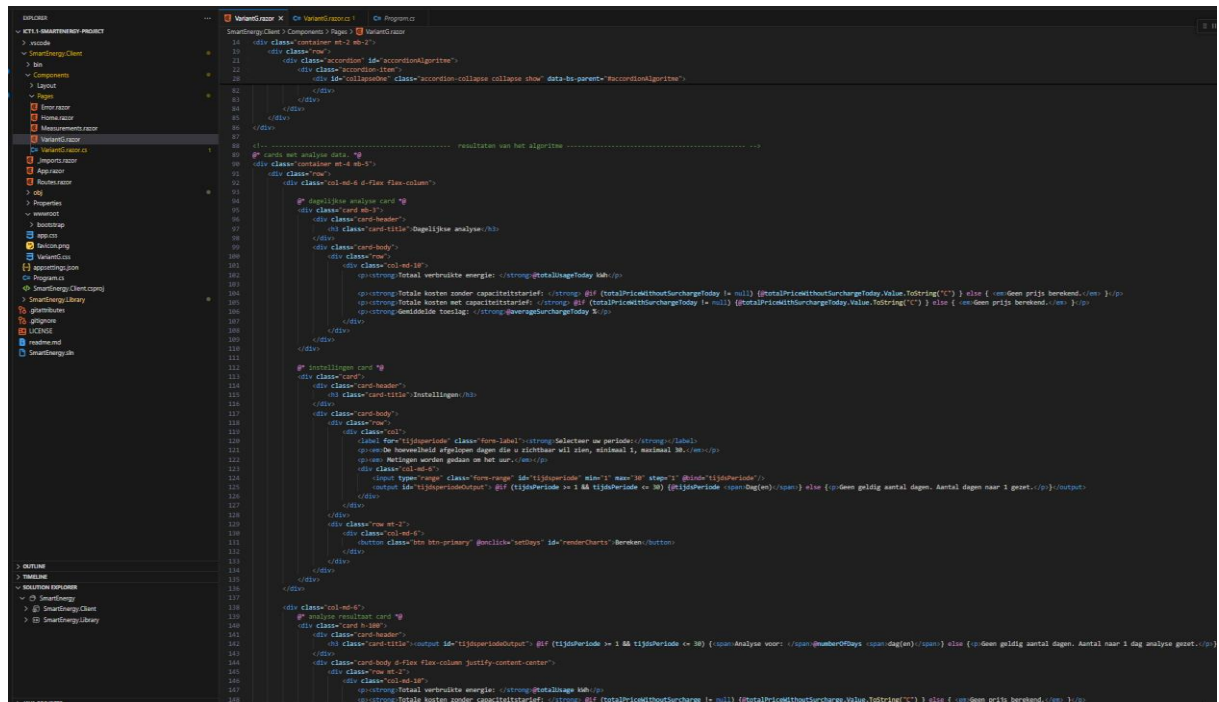 EXPLORER
ICT1.1-SMARTENERGY-PROJECT
.vscode
SmartEnergy.Client
bin
Components
Layout
Pages
Error.razor
Home.razor
Measurements.razor
VariantG.razor
VariantG.razor.cs 1
_Imports.razor
App.razor
Routes.razor
obj
Properties
wwwroot
bootstrap
app.css
favicon.png
VariantG.css
appsettings.json
Program.cs
SmartEnergy.Client.csproj
SmartEnergy.Library
.gitattributes
.gitignore
LICENSE
readme.md
SmartEnergy.sln
OUTLINE
TIMELINE
SOLUTION EXPLORER
SmartEnergy
SmartEnergy.Client
SmartEnergy.Library
VariantG.razor VariantG.razor.cs 1 Program.cs
SmartEnergy.Client > Components > Pages > VariantG.razor
14 <div class="container mt-2 mb-2">
19 <div class="row">
21 <div class="accordion" id="accordionAlgoritme">
22 <div class="accordion-item">
28 <div id="collapseOne" class="accordion-collapse collapse show" data-bs-parent="#accordionAlgoritme">
82 </div>
83 </div>
84 </div>
85 </div>
86 </div>
87
88 <!-- resultaten van het algoritme -->
89 @* cards met analyse data. *@
90 <div class="container mt-4 mb-5">
91 <div class="row">
92 <div class="col-md-6 d-flex flex-column">
93
94 @* dagelijkse analyse card *@
95 <div class="card mb-3">
96 <div class="card-header">
97 <h3 class="card-title">Dagelijkse analyse</h3>
98 </div>
99 <div class="card-body">
100 <div class="row">
101 <div class="col-md-10">
102 <p><strong>Totaal verbruikte energie: </strong>@totalUsageToday kWh</p>
103
104 <p><strong>Totale kosten zonder capaciteitstarief: </strong> @if (totalPriceWithoutSurchargeToday != null) {@totalPriceWithoutSurchargeToday.Value.ToString("C") } else { <em>Geen prijs berekend.</em> }</p>
105 <p><strong>Totale kosten met capaciteitstarief: </strong> @if (totalPriceWithSurchargeToday != null) {@totalPriceWithSurchargeToday.Value.ToString("C") } else { <em>Geen prijs berekend.</em> }</p>
106 <p><strong>Gemiddelde toeslag: </strong>@averageSurchargeToday %</p>
107 </div>
108 </div>
109 </div>
110 </div>
111
112 @* instellingen card *@
113 <div class="card">
114 <div class="card-header">
115 <h3 class="card-title">Instellingen</h3>
116 </div>
117 <div class="card-body">
118 <div class="row">
119 <div class="col">
120 <label for="tijdsperiode" class="form-label"><strong>Selecteer uw periode:</strong></label>
121 <p><em>De hoeveelheid afgelopen dagen die u zichtbaar wil zien, minimaal 1, maximaal 30.</em></p>
122 <p><em> Metingen worden gedaan om het uur.</em></p>
123 <div class="col-md-6">
124 <input type="range" class="form-range" id="tijdsperiode" min="1" max="30" step="1" @bind="tijdsPeriode"/>
125 <output id="tijdsperiodeOutput"> @if (tijdsPeriode >= 1 && tijdsPeriode <= 30) {@tijdsPeriode <span>Dag(en)</span>} else {<p>Geen geldig aantal dagen. Aantal dagen naar 1 gezet.</p>}</output>
126 </div>
127 </div>
128 </div>
129 <div class="row mt-2">
130 <div class="col-md-6">
131 <button class="btn btn-primary" @onclick="setDays" id="renderCharts">Bereken</button>
132 </div>
133 </div>
134 </div>
135 </div>
136 </div>
137
138 <div class="col-md-6">
139 @* analyse resultaat card *@
140 <div class="card h-100">
141 <div class="card-header">
142 <h3 class="card-title"><output id="tijdsperiodeOutput"> @if (tijdsPeriode >= 1 && tijdsPeriode <= 30) {<span>Analyse voor: </span>@numberOfDays <span>dag(en)</span>} else {<p>Geen geldig aantal dagen. Aantal naar 1 dag analyse gezet.</p>}
143 </div>
144 <div class="card-body d-flex flex-column justify-content-center">
145 <div class="row mt-2">
146 <div class="col-md-10">
147 <p><strong>Totaal verbruikte energie: </strong>@totalUsage kWh</p>
148 <p><strong>Totale kosten zonder capaciteitstarief: </strong> @if (totalPriceWithoutSurcharge != null) {@totalPriceWithoutSurcharge.Value.ToString("C") } else { <em>Geen prijs berekend.</em> }</p>